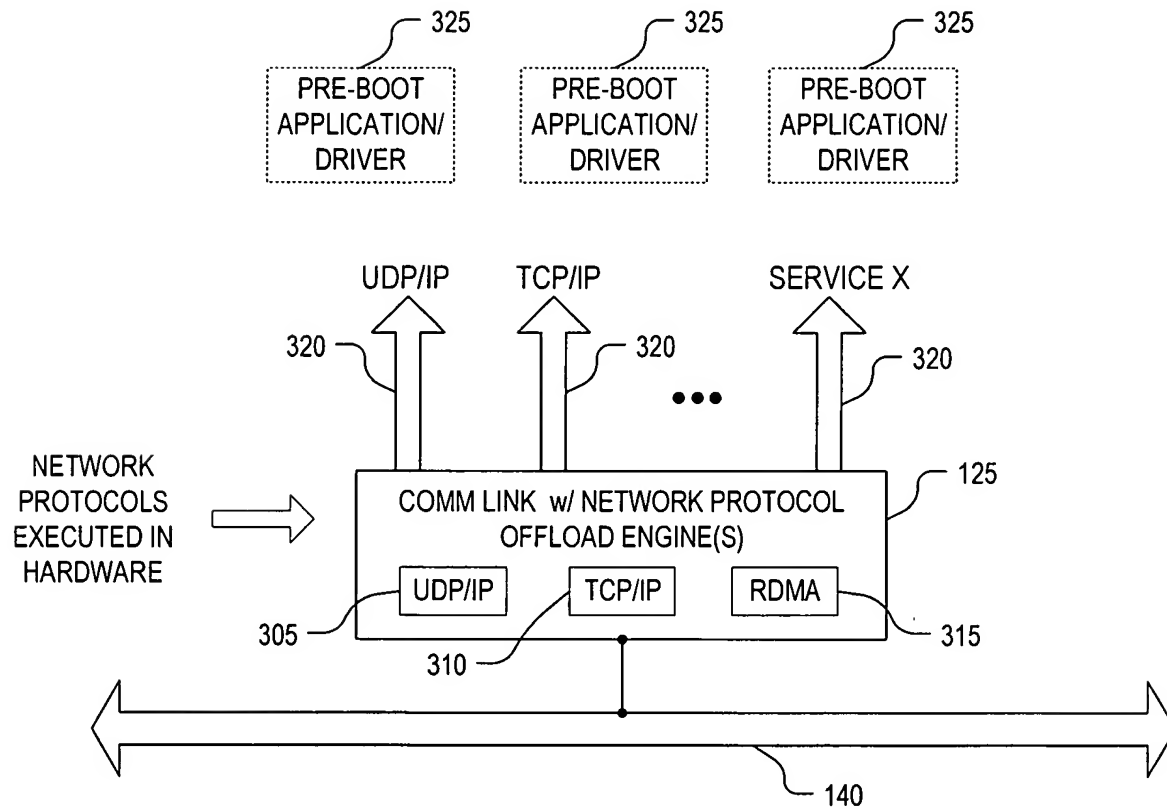 325 325 325
PRE-BOOT PRE-BOOT PRE-BOOT
APPLICATION/ APPLICATION/ APPLICATION/
DRIVER DRIVER DRIVER
UDP/IP TCP/IP SERVICE X
320 320 320
NETWORK
PROTOCOLS
EXECUTED IN
HARDWARE
125
COMM LINK w/ NETWORK PROTOCOL
OFFLOAD ENGINE(S)
UDP/IP TCP/IP RDMA
305 310 315
140